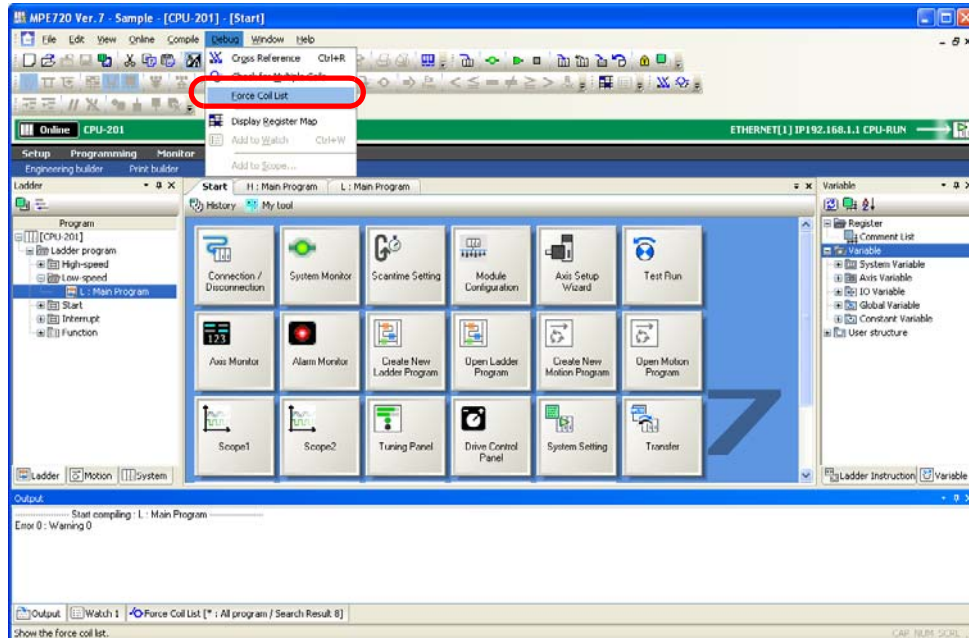 MPE720 Ver. 7 - Sample - [CPU-201] - [Start]
File Edit View Online Compile Debug Window Help
Cross Reference Ctrl+R
Force Coil List
Display Register Map
Add to Watch Ctrl+W
Add to Scope...
Online CPU-201
ETHERNET[1] IP192.168.1.1 CPU-RUN
Setup Programming Monitor
Engineering builder Print builder
Ladder
Start H : Main Program L : Main Program
Variable
History My tool
Program
[CPU-201]
Ladder program
High-speed
Low-speed
L : Main Program
Start
Interrupt
Function
Connection / Disconnection
System Monitor
Scantime Setting
Module Configuration
Axis Setup Wizard
Test Run
Axis Monitor
Alarm Monitor
Create New Ladder Program
Open Ladder Program
Create New Motion Program
Open Motion Program
Scope1
Scope2
Tuning Panel
Drive Control Panel
System Setting
Transfer
7
Register
Comment List
Variable
System Variable
Axis Variable
IO Variable
Global Variable
Constant Variable
User structure
Ladder Motion System
Ladder Instruction Variable
Output
Start compiling : L : Main Program
Error 0 : Warning 0
Output Watch 1 Force Coil List [* : All program / Search Result 8]
Show the force coil list.
CAP NUM SCRL